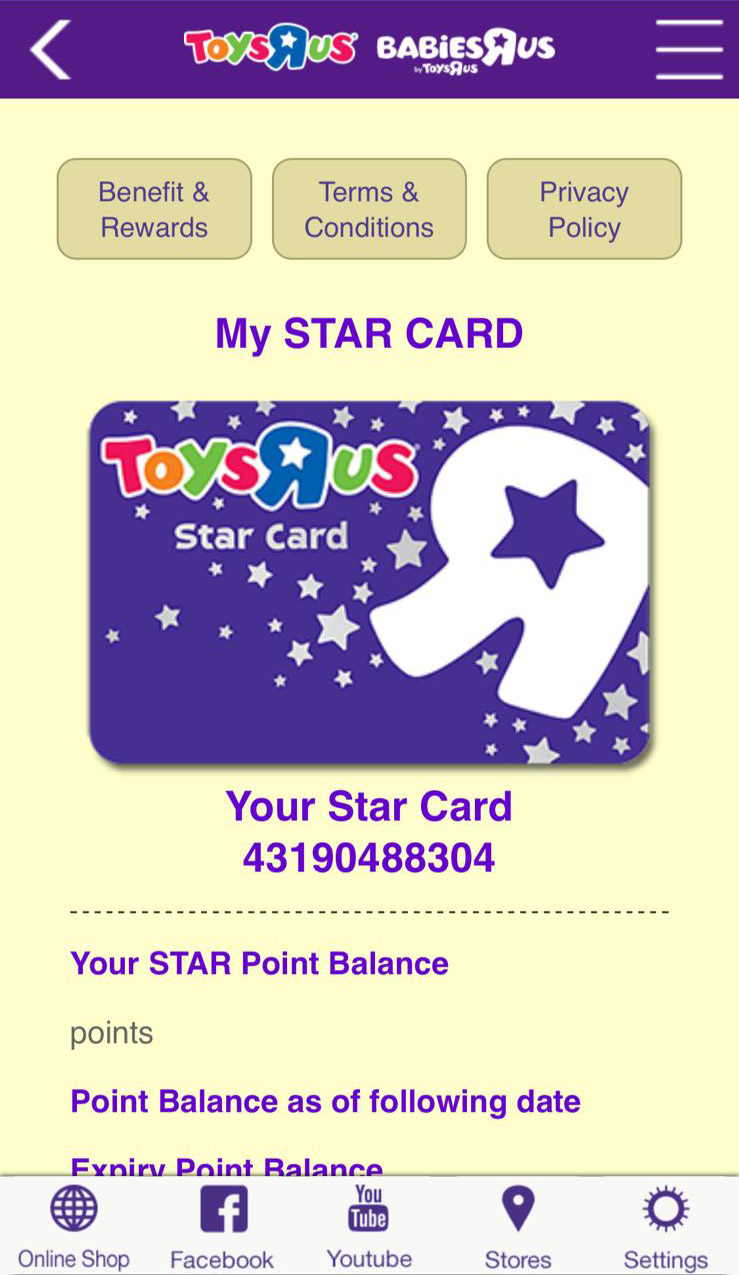 ToysRus BABIESRUS
by ToysRus
Benefit &
Rewards
Terms &
Conditions
Privacy
Policy
My STAR CARD
ToysRus
Star Card
Your Star Card
43190488304
Your STAR Point Balance
points
Point Balance as of following date
Expiry Point Balance
You
Tube
Online Shop Facebook Youtube Stores Settings